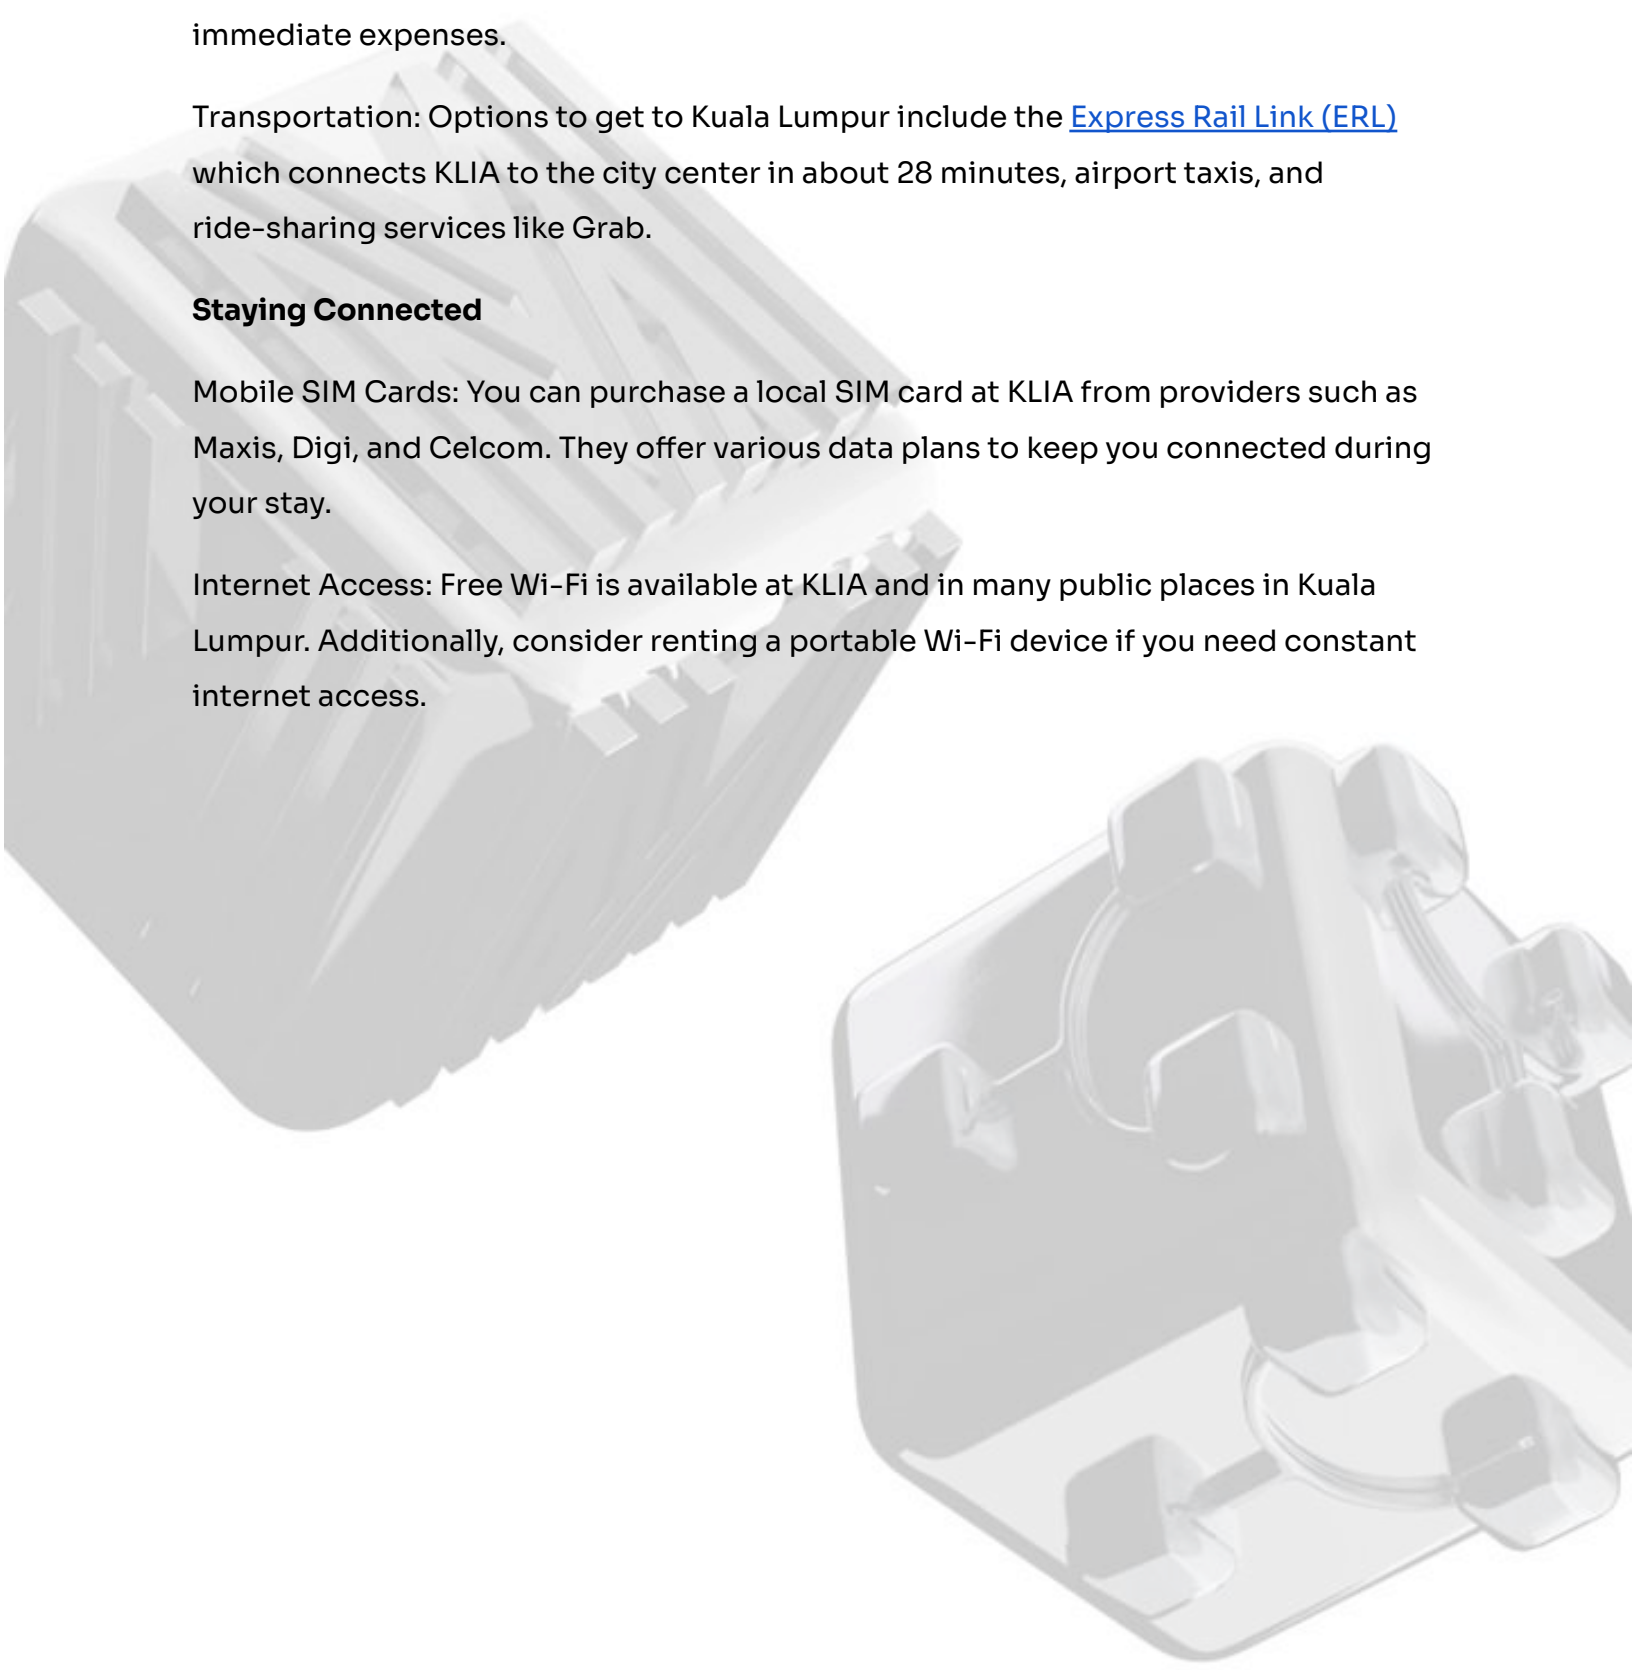 immediate expenses.
Transportation: Options to get to Kuala Lumpur include the Express Rail Link (ERL)
which connects KLIA to the city center in about 28 minutes, airport taxis, and
ride-sharing services like Grab.
Staying Connected
Mobile SIM Cards: You can purchase a local SIM card at KLIA from providers such as
Maxis, Digi, and Celcom. They offer various data plans to keep you connected during
your stay.
Internet Access: Free Wi-Fi is available at KLIA and in many public places in Kuala
Lumpur. Additionally, consider renting a portable Wi-Fi device if you need constant
internet access.